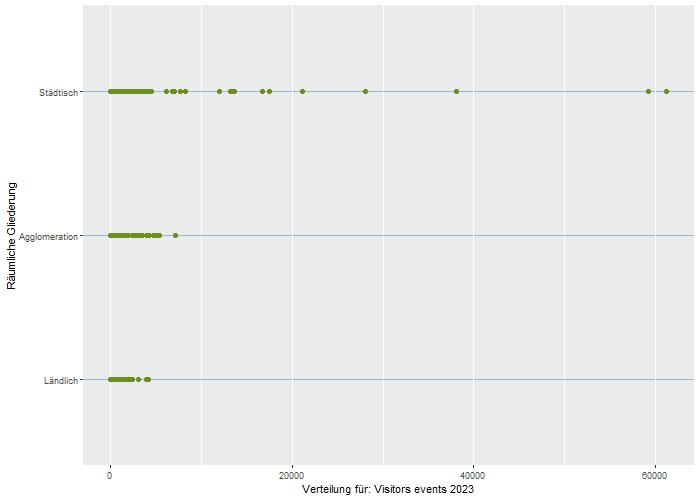 Räumliche Gliederung
Städtisch
Agglomeration
Ländlich
0
20000
40000
60000
Verteilung für: Visitors events 2023